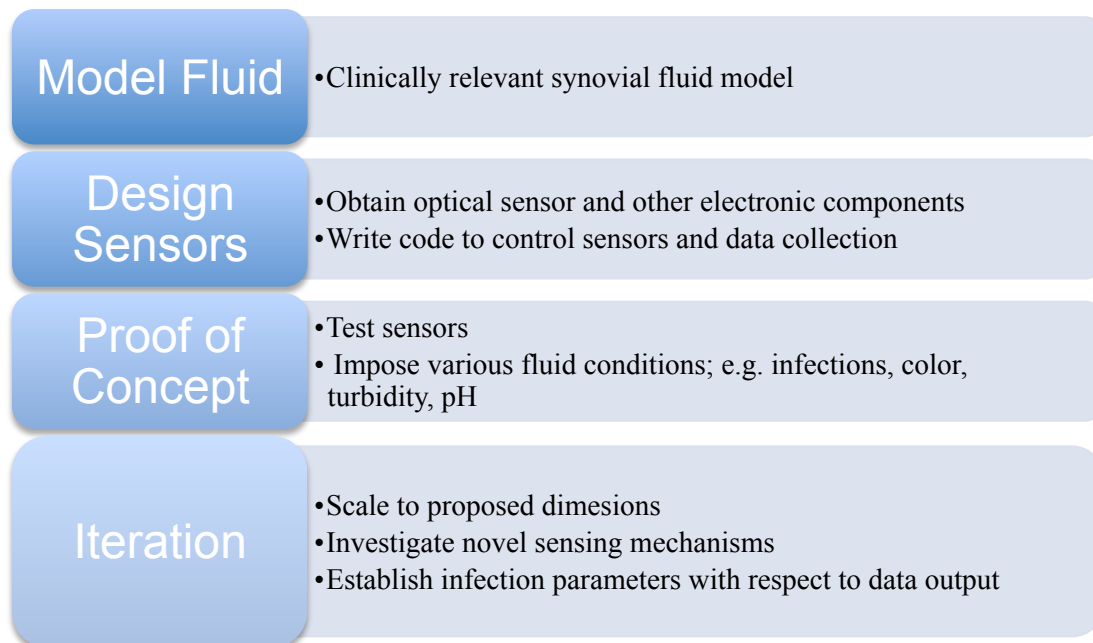 Model Fluid
•Clinically relevant synovial fluid model
Design
Sensors
•Obtain optical sensor and other electronic components
•Write code to control sensors and data collection
Proof of
Concept
•Test sensors
• Impose various fluid conditions; e.g. infections, color,
turbidity, pH
Iteration
•Scale to proposed dimesions
•Investigate novel sensing mechanisms
•Establish infection parameters with respect to data output